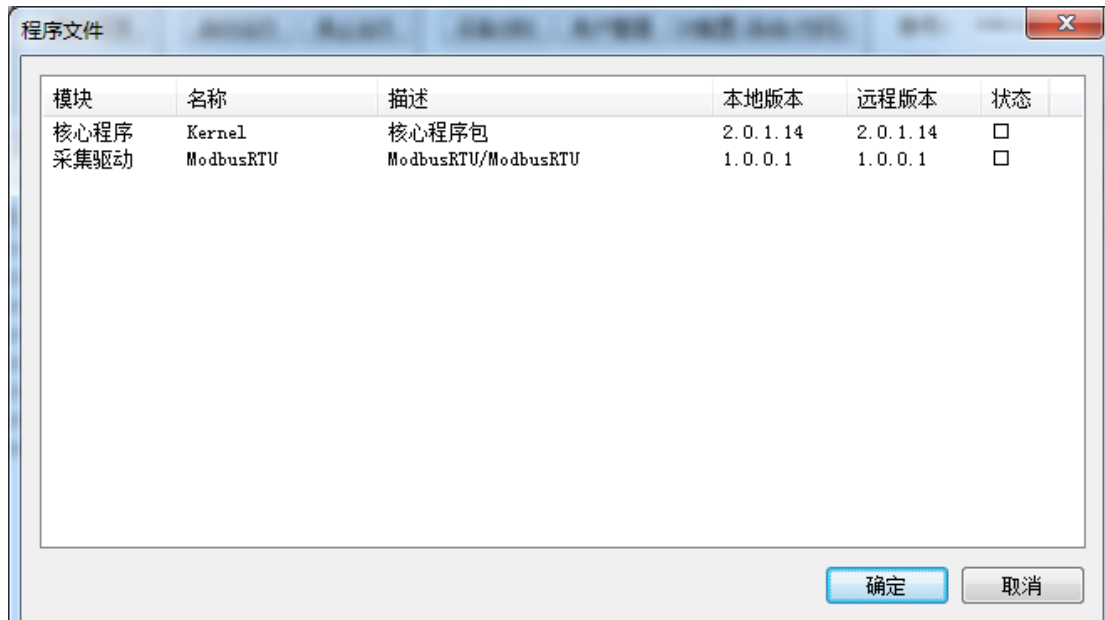 程序文件
模块 名称 描述 本地版本 远程版本 状态
核心程序 Kernel 核心程序包 2.0.1.14 2.0.1.14
采集驱动 ModbusRTU ModbusRTU/ModbusRTU 1.0.0.1 1.0.0.1
确定 取消